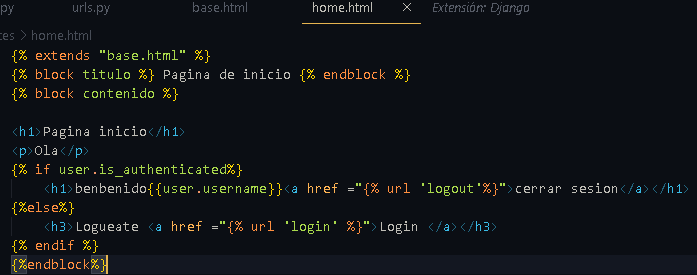 py urls.py base.html home.html × Extensión: Django
tes > home.html
{% extends "base.html" %}
{% block titulo %} Pagina de inicio {% endblock %}
{% block contenido %}
<h1>Pagina inicio</h1>
<p>Ola</p>
{% if user.is_authenticated%}
<h1>benbenido{{user.username}}<a href ="{% url 'logout'%}">cerrar sesion</a></h1>
{%else%}
<h3>Logueate <a href ="{% url 'login' %}">Login </a></h3>
{% endif %}
{%endblock%}